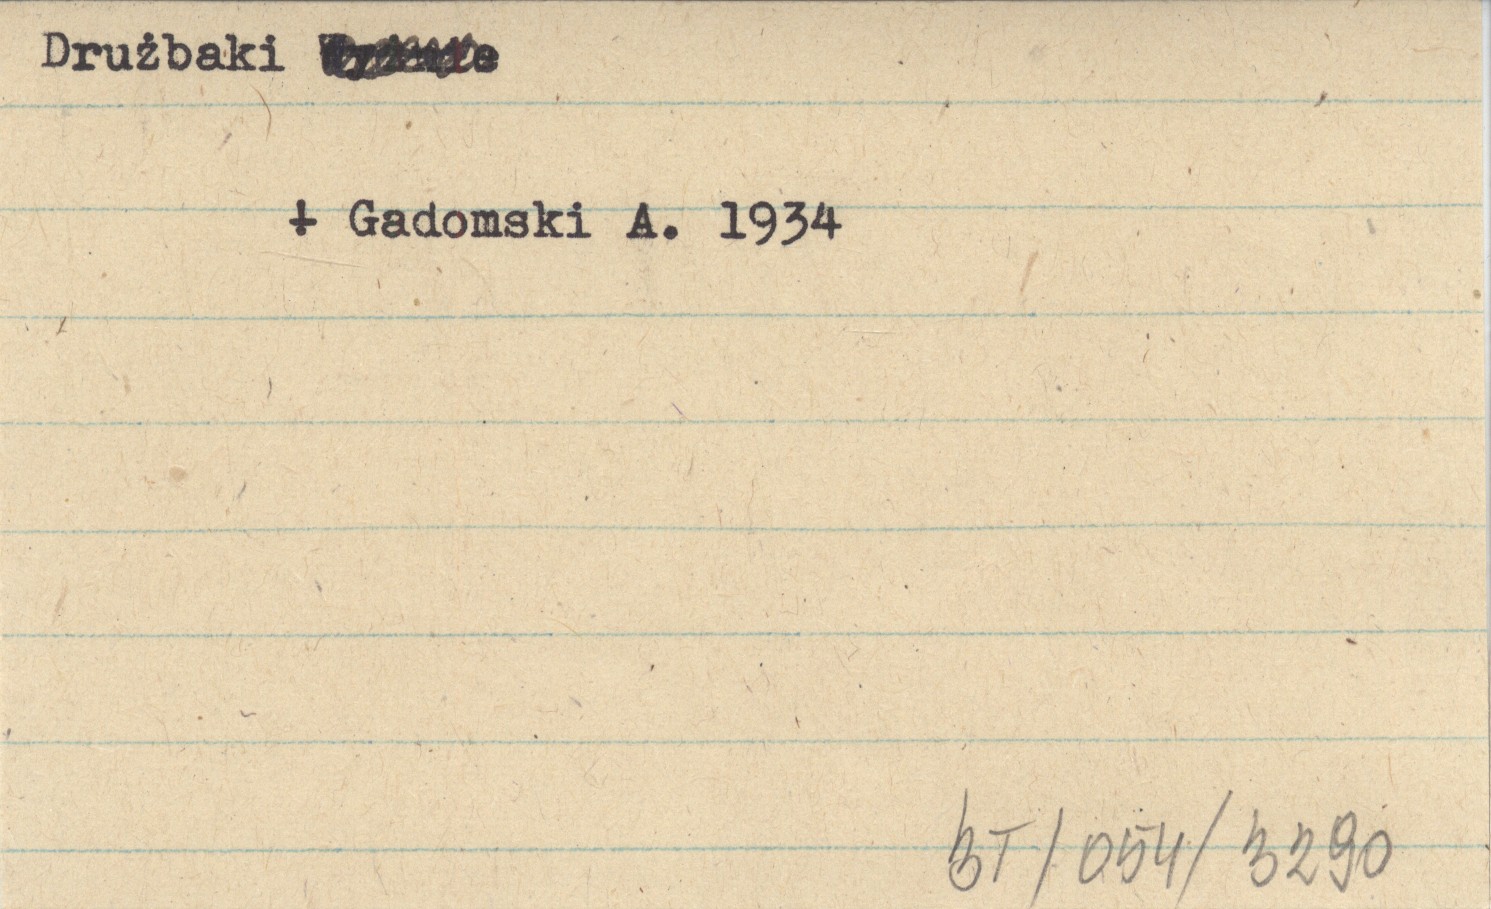 Drużbaki
+ Gadomski A. 1934
BT/054/3290